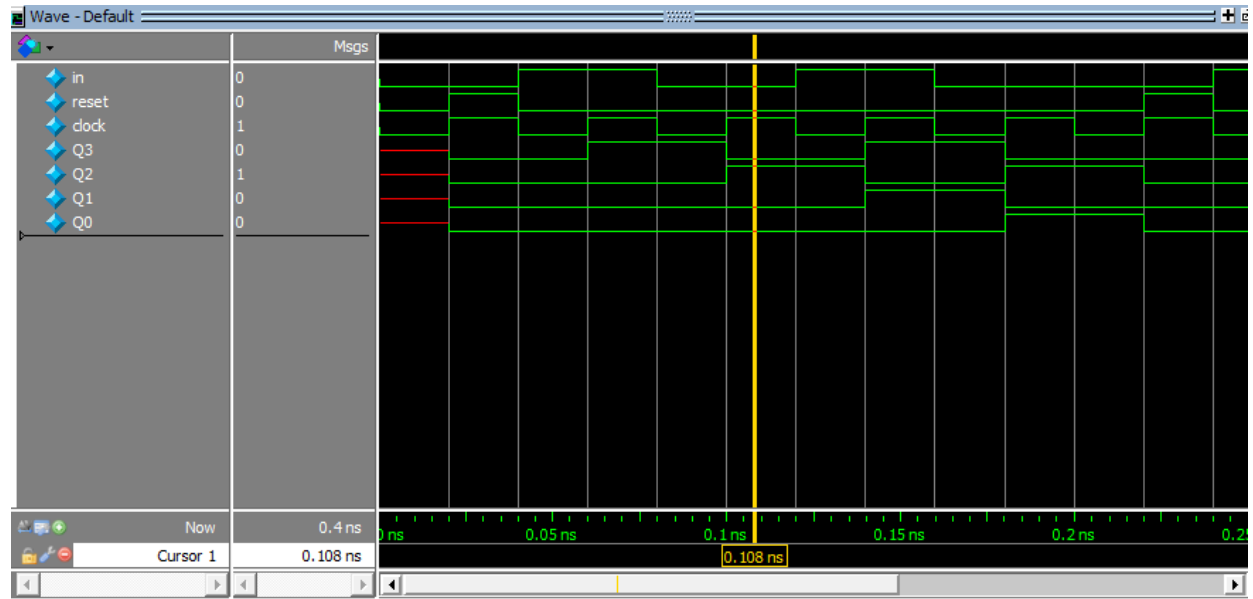 Wave - Default
Msgs
in 0
reset 0
clock 1
Q3 0
Q2 1
Q1 0
Q0 0
Now 0.4 ns
ns 0.05 ns 0.1 ns 0.15 ns 0.2 ns
Cursor 1 0.108 ns 0.108 ns